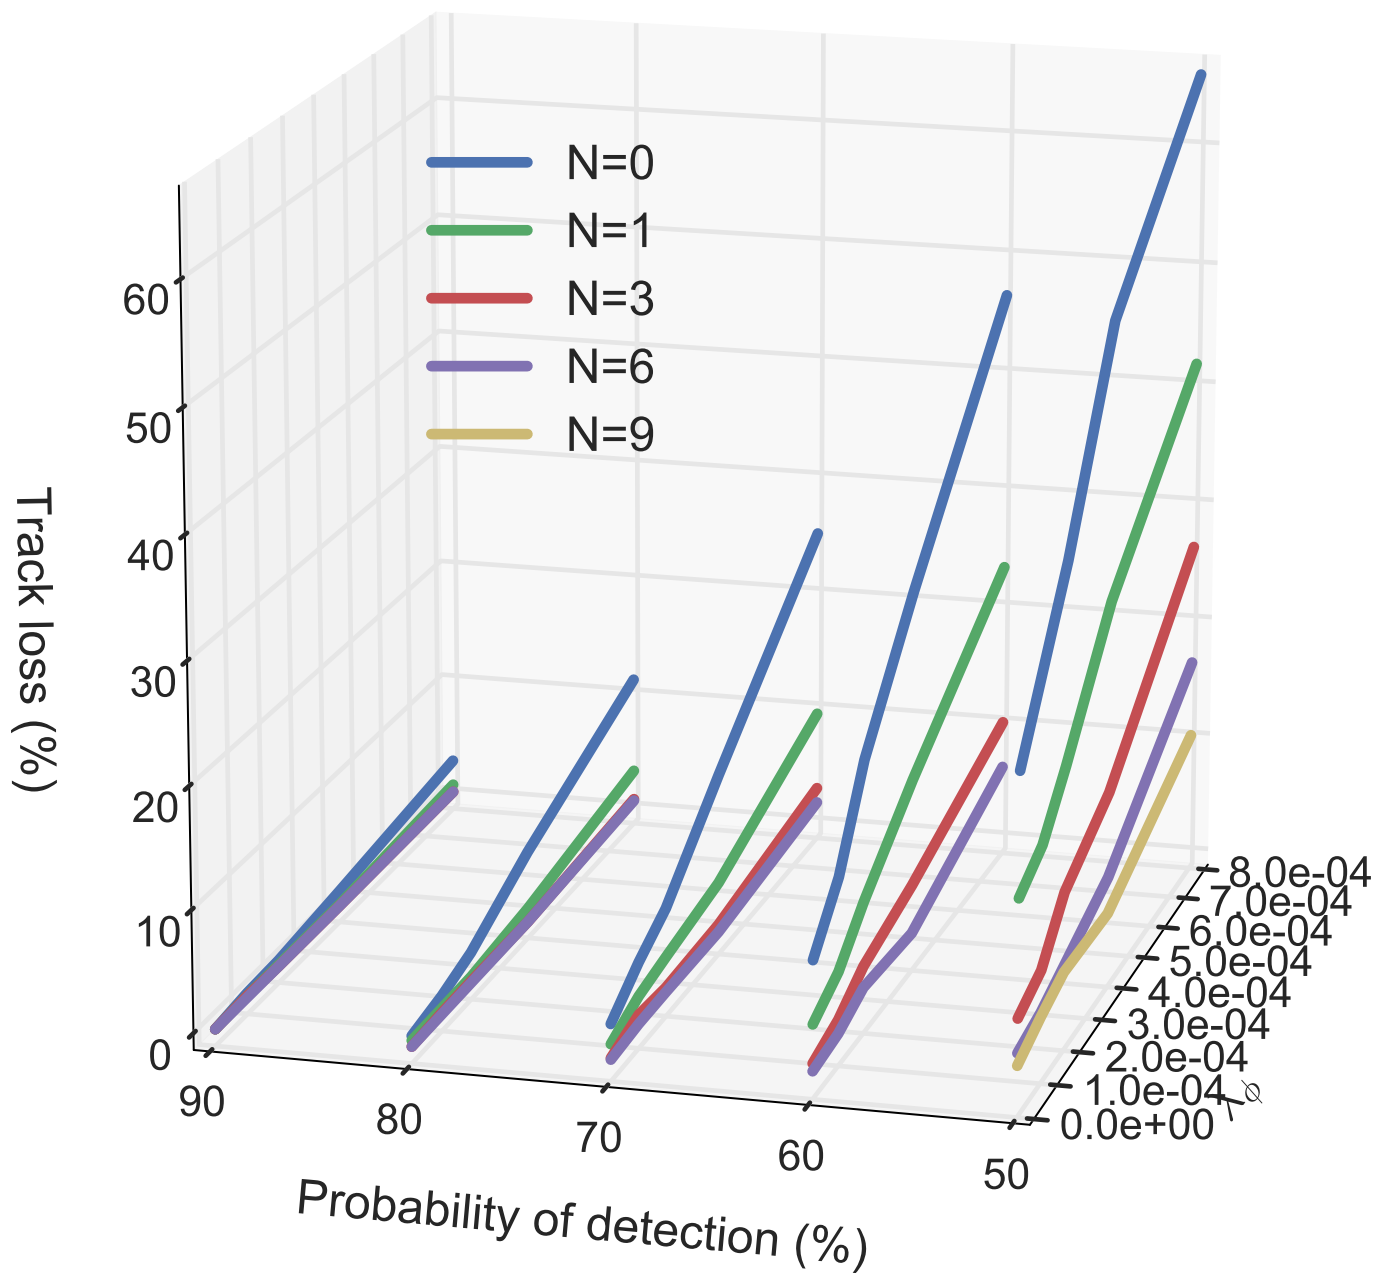 N=0
N=1
N=3
N=6
N=9
Track loss (%)
60
50
40
30
20
10
0
90
80
70
60
50
Probability of detection (%)
8.0e-04
7.0e-04
6.0e-04
5.0e-04
4.0e-04
3.0e-04
2.0e-04
1.0e-04
0.0e+00
λϕ